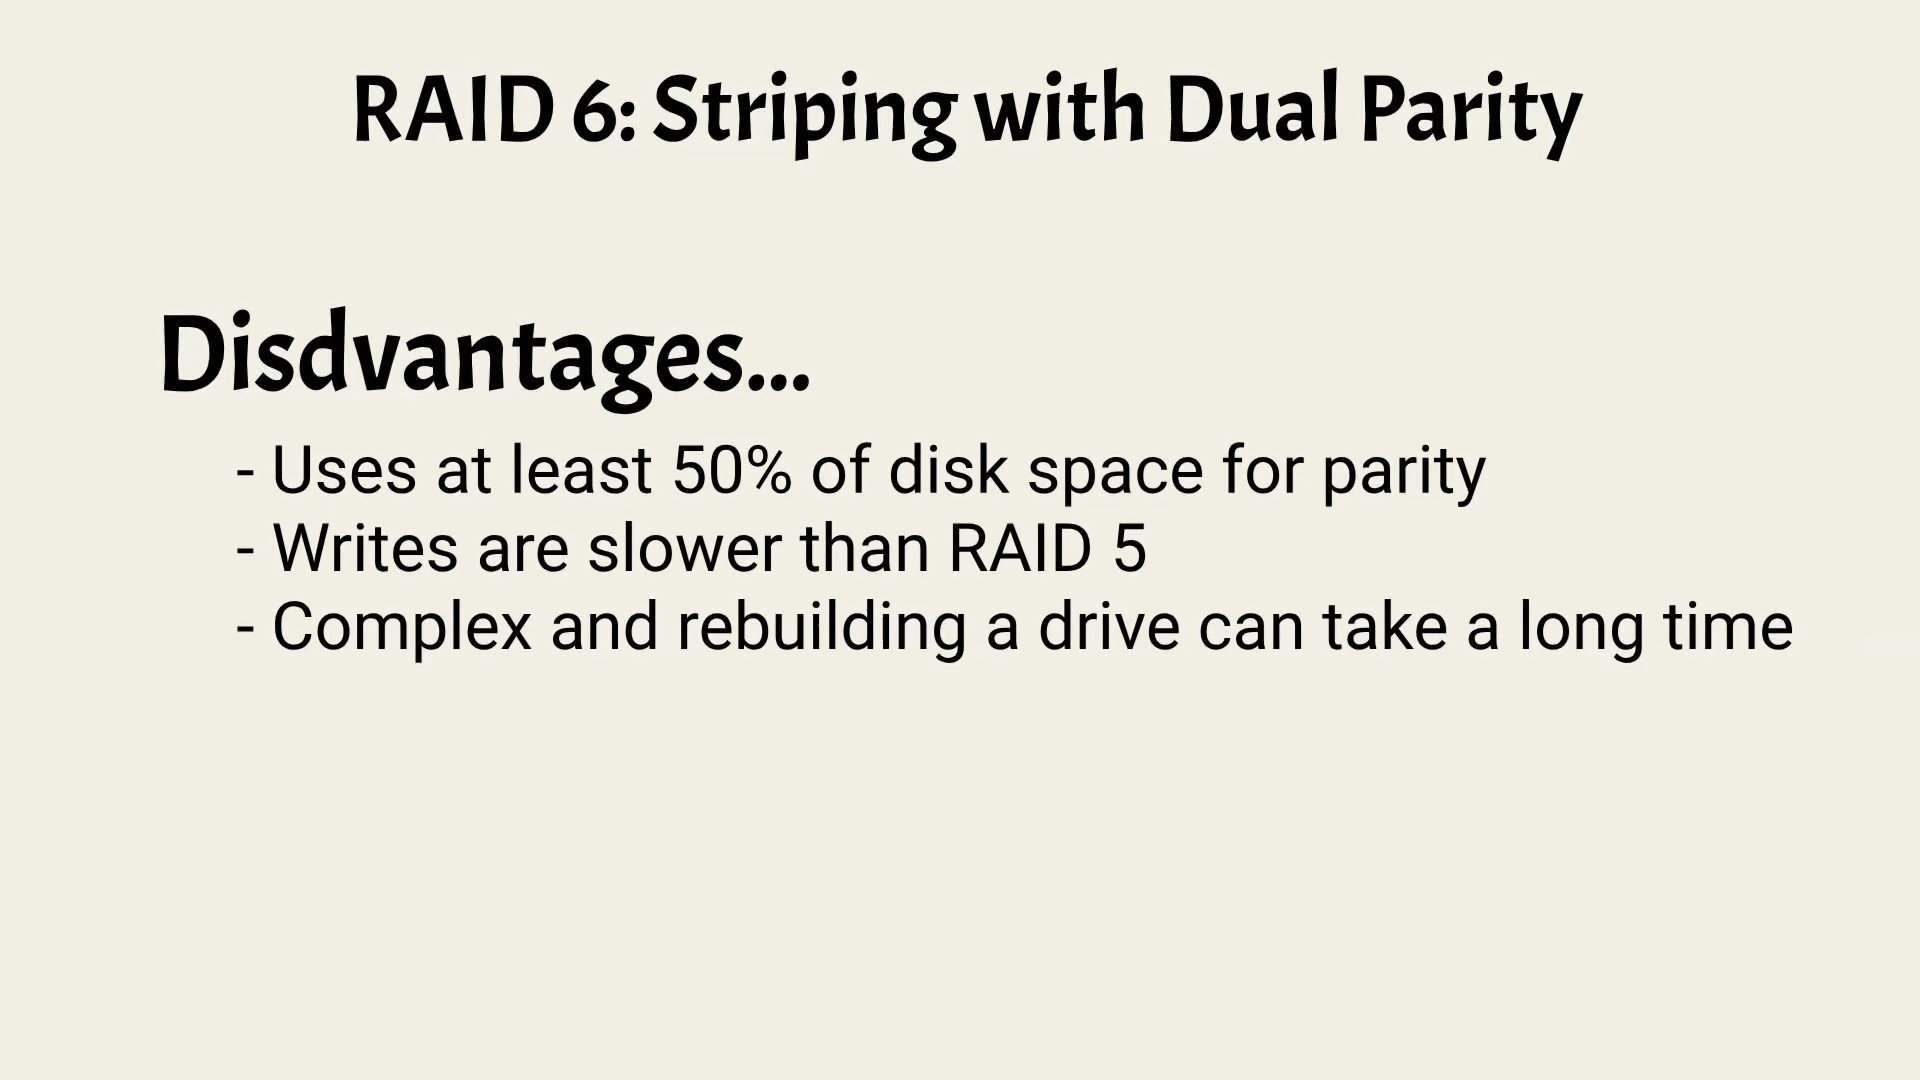 RAID 6: Striping with Dual Parity
Disdvantages...
- Uses at least 50% of disk space for parity
- Writes are slower than RAID 5
- Complex and rebuilding a drive can take a long time